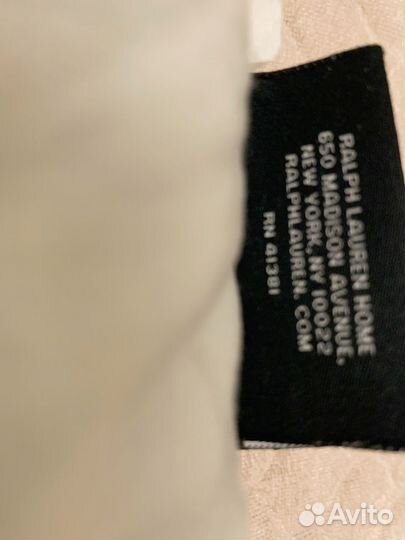 RALPH LAUREN HOME
650 MADISON AVENUE,
NEW YORK, NY 10022
RALPHLAUREN.COM
RN 41381
Avito